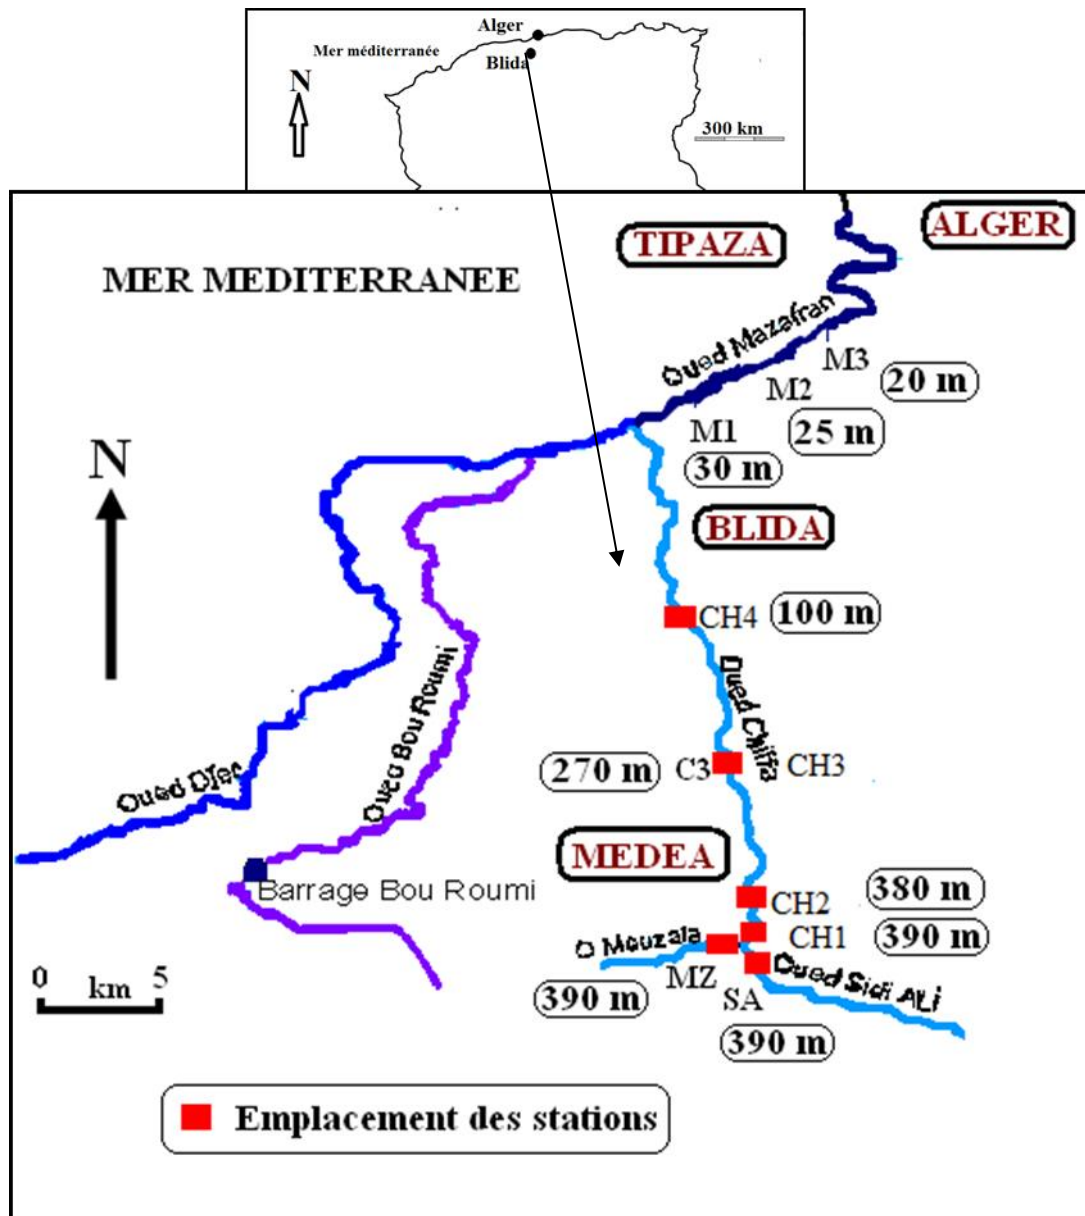 Alger
Mer méditerranée
Blida
N
300 km
TIPAZA
ALGER
MER MEDITERRANEE
Oued Mazafran
M3
20 m
M2
M1
25 m
30 m
N
BLIDA
CH4
100 m
Oued Chiffa
Oued Bou Roumi
270 m
C3
CH3
Oued Djer
MEDEA
Barrage Bou Roumi
380 m
CH2
CH1
390 m
O Mouzaia
MZ
Oued Sidi ALi
SA
390 m
390 m
0 km 5
Emplacement des stations